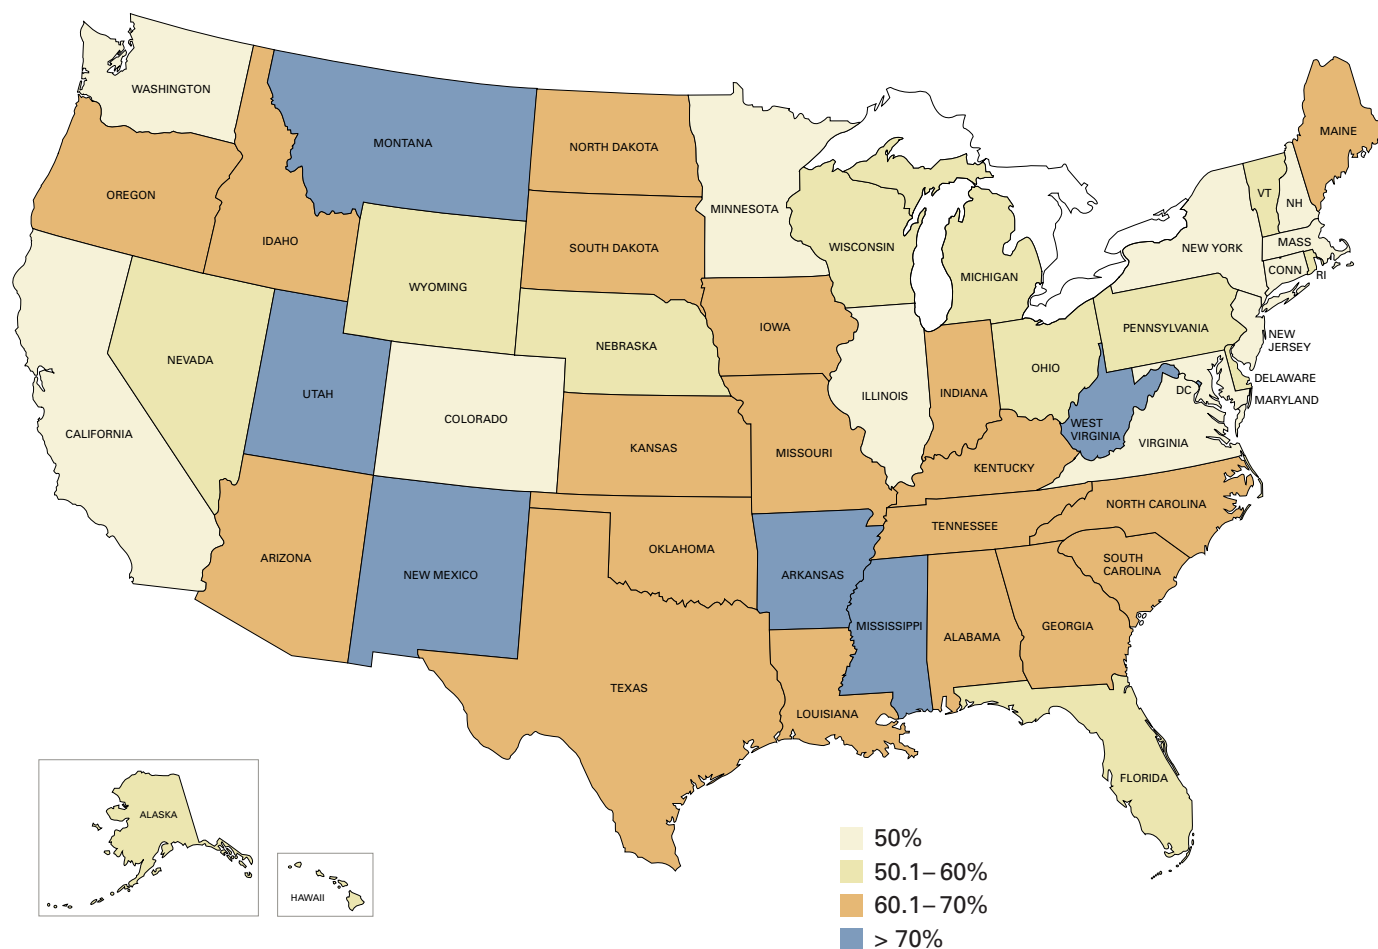 WASHINGTON
MAINE
MONTANA
NORTH DAKOTA
OREGON
VT
NH
MINNESOTA
IDAHO
SOUTH DAKOTA
WISCONSIN
NEW YORK
MASS
CONN
RI
MICHIGAN
WYOMING
IOWA
PENNSYLVANIA
NEW
JERSEY
NEBRASKA
NEVADA
OHIO
DELAWARE
UTAH
ILLINOIS
INDIANA
DC
MARYLAND
COLORADO
CALIFORNIA
WEST
VIRGINIA
VIRGINIA
KANSAS
MISSOURI
KENTUCKY
NORTH CAROLINA
TENNESSEE
ARIZONA
OKLAHOMA
SOUTH
CAROLINA
NEW MEXICO
ARKANSAS
MISSISSIPPI
GEORGIA
ALABAMA
TEXAS
LOUISIANA
FLORIDA
ALASKA
HAWAII
50%
50.1–60%
60.1–70%
> 70%